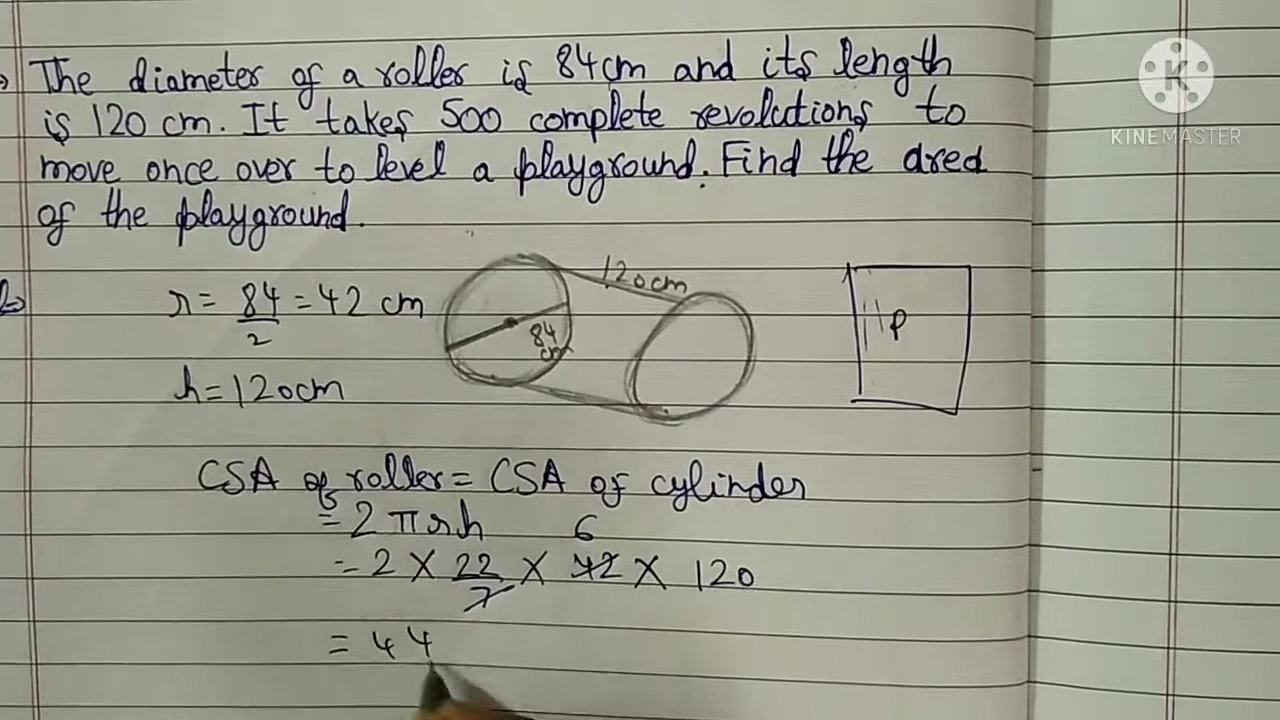 The diameter of a roller is 84cm and its length
is 120 cm. It takes 500 complete revolutions to
move once over to level a playground. Find the area
of the playground.
K
KINEMASTER
r = 84/2 = 42 cm
84 cm
120cm
P
h = 120cm
CSA of roller = CSA of cylinder
= 2πrh
6
= 2 × 22/7 × 42 × 120
= 44